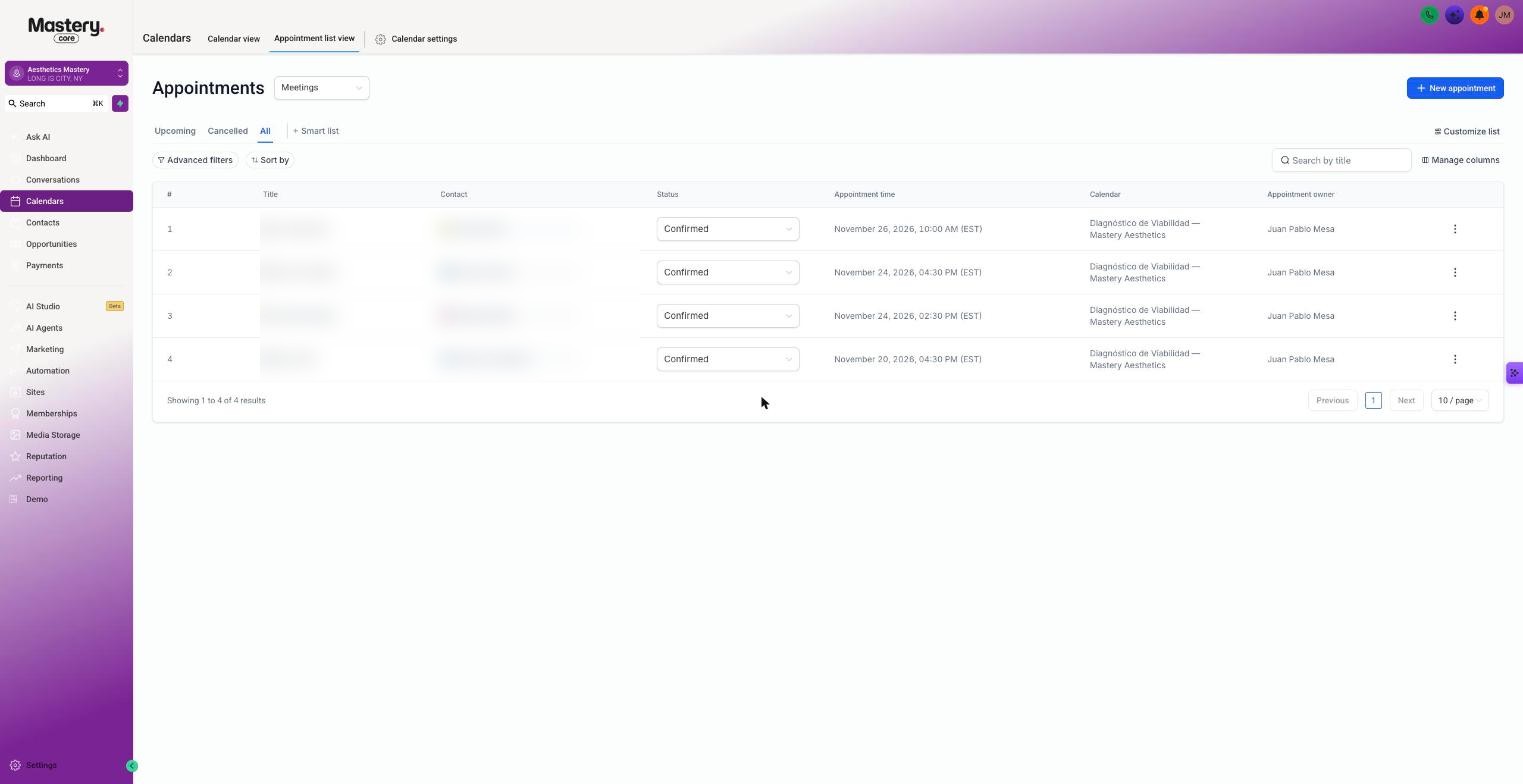 Mastery.
core
Aesthetics Mastery
LONG IS CITY, NY
Search ⌘K
Ask AI
Dashboard
Conversations
Calendars
Contacts
Opportunities
Payments
AI Studio Beta
AI Agents
Marketing
Automation
Sites
Memberships
Media Storage
Reputation
Reporting
Demo
Settings
Calendars Calendar view Appointment list view Calendar settings
JM
Appointments Meetings + New appointment
Upcoming Cancelled All + Smart list Customize list
Advanced filters Sort by Search by title Manage columns
# Title Contact Status Appointment time Calendar Appointment owner
1 Confirmed November 26, 2026, 10:00 AM (EST) Diagnóstico de Viabilidad — Juan Pablo Mesa
Mastery Aesthetics
2 Confirmed November 24, 2026, 04:30 PM (EST) Diagnóstico de Viabilidad — Juan Pablo Mesa
Mastery Aesthetics
3 Confirmed November 24, 2026, 02:30 PM (EST) Diagnóstico de Viabilidad — Juan Pablo Mesa
Mastery Aesthetics
4 Confirmed November 20, 2026, 04:30 PM (EST) Diagnóstico de Viabilidad — Juan Pablo Mesa
Mastery Aesthetics
Showing 1 to 4 of 4 results Previous 1 Next 10 / page